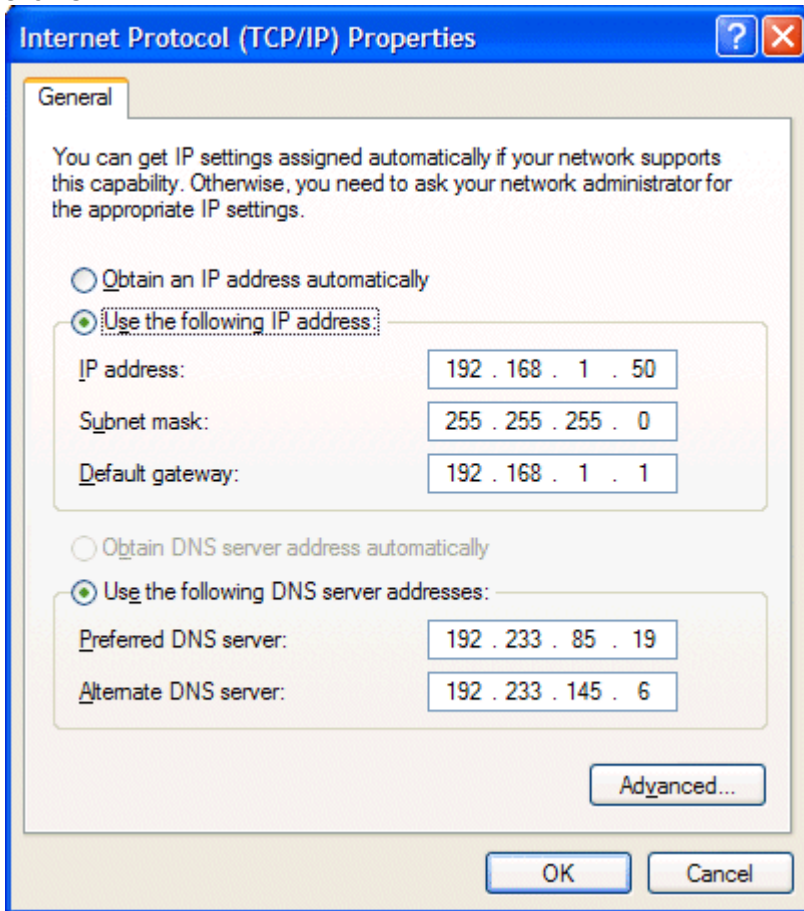 Internet Protocol (TCP/IP) Properties
General
You can get IP settings assigned automatically if your network supports
this capability. Otherwise, you need to ask your network administrator for
the appropriate IP settings.
Obtain an IP address automatically
Use the following IP address:
IP address: 192 . 168 . 1 . 50
Subnet mask: 255 . 255 . 255 . 0
Default gateway: 192 . 168 . 1 . 1
Obtain DNS server address automatically
Use the following DNS server addresses:
Preferred DNS server: 192 . 233 . 85 . 19
Alternate DNS server: 192 . 233 . 145 . 6
Advanced...
OK Cancel